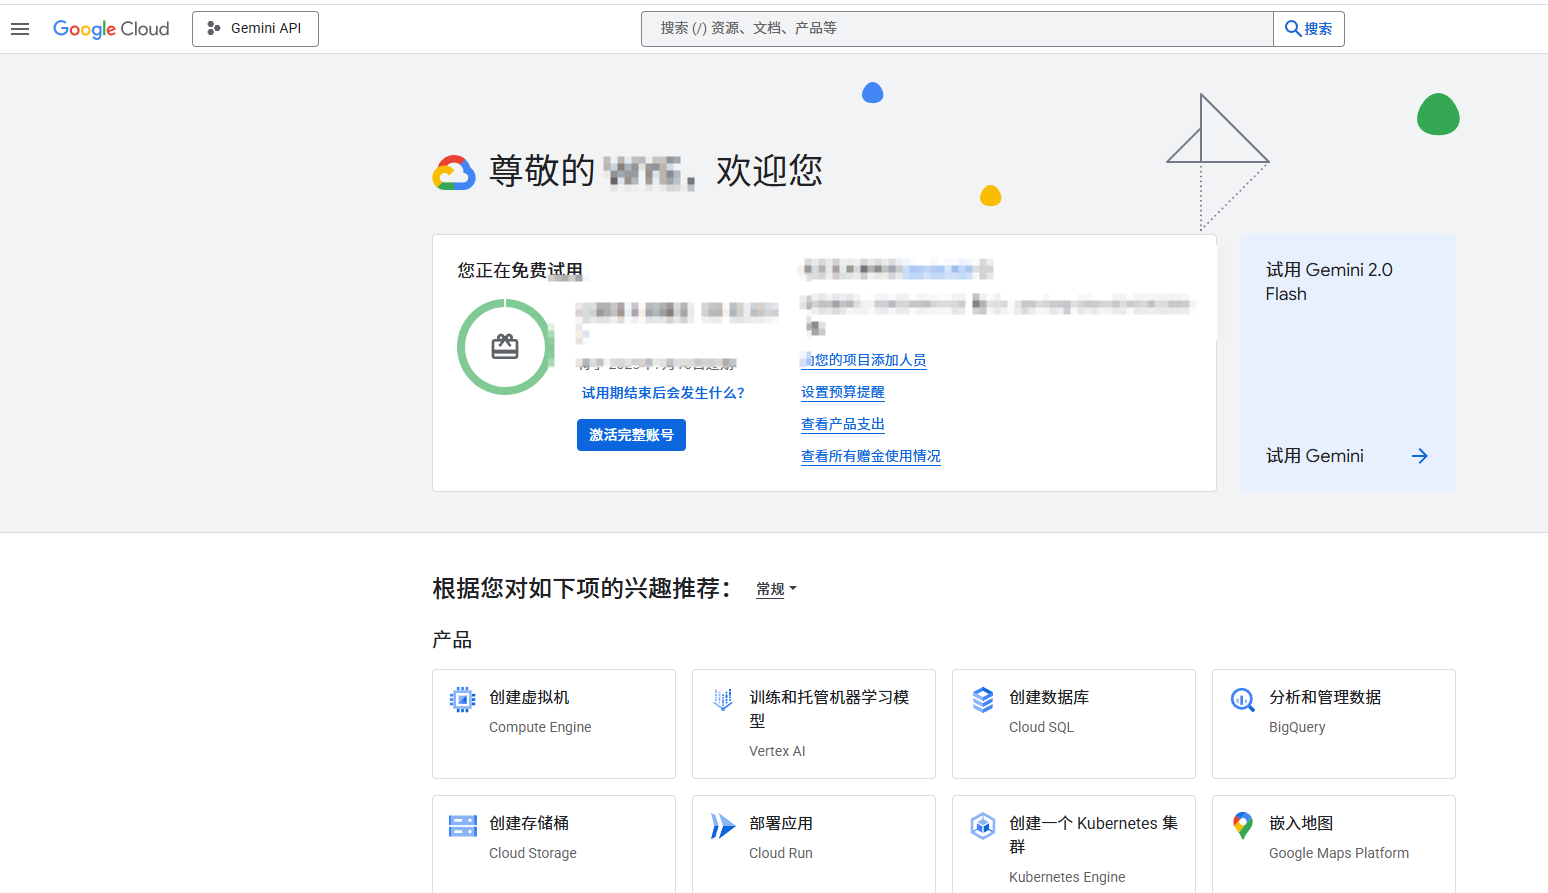 Google Cloud
Gemini API
搜索 (/) 资源、文档、产品等
搜索
尊敬的
，欢迎您
您正在免费试用
试用期结束后会发生什么？
激活完整账号
向您的项目添加人员
设置预算提醒
查看产品支出
查看所有赠金使用情况
试用 Gemini 2.0
Flash
试用 Gemini
根据您对如下项的兴趣推荐：
常规
产品
创建虚拟机
Compute Engine
训练和托管机器学习模
型
Vertex AI
创建数据库
Cloud SQL
分析和管理数据
BigQuery
创建存储桶
Cloud Storage
部署应用
Cloud Run
创建一个 Kubernetes 集
群
Kubernetes Engine
嵌入地图
Google Maps Platform